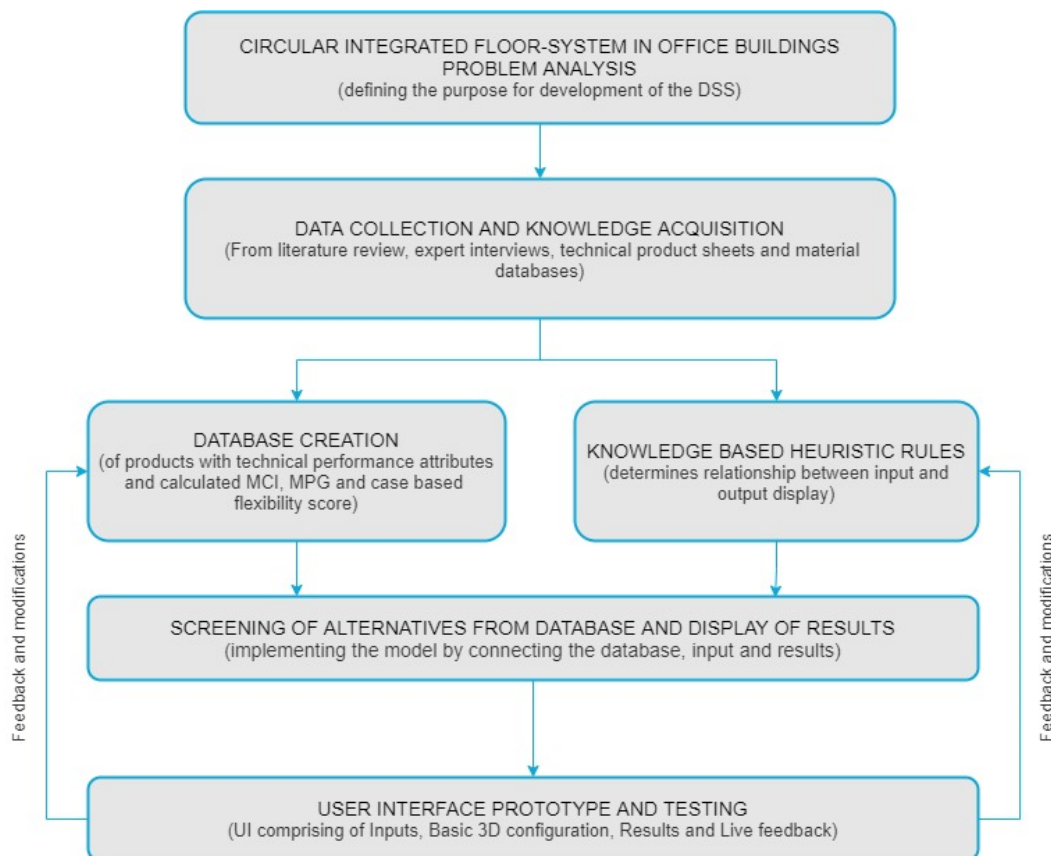 CIRCULAR INTEGRATED FLOOR-SYSTEM IN OFFICE BUILDINGS
PROBLEM ANALYSIS
(defining the purpose for development of the DSS)
DATA COLLECTION AND KNOWLEDGE ACQUISITION
(From literature review, expert interviews, technical product sheets and material
databases)
DATABASE CREATION
(of products with technical performance attributes
and calculated MCI, MPG and case based
flexibility score)
KNOWLEDGE BASED HEURISTIC RULES
(determines relationship between input and
output display)
Feedback and modifications
Feedback and modifications
SCREENING OF ALTERNATIVES FROM DATABASE AND DISPLAY OF RESULTS
(implementing the model by connecting the database, input and results)
USER INTERFACE PROTOTYPE AND TESTING
(UI comprising of Inputs, Basic 3D configuration, Results and Live feedback)